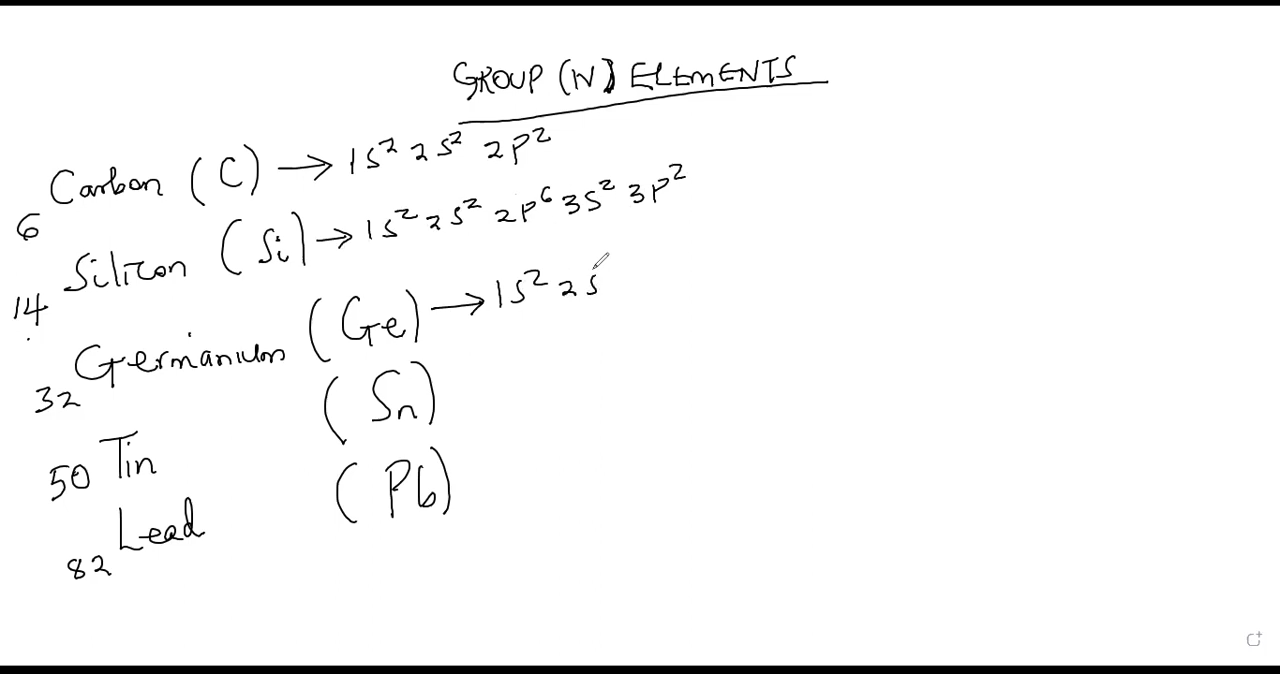 GROUP (IV) ELEMENTS
6 Carbon (C) → 1s² 2s² 2p²
14 Silicon (Si) → 1s² 2s² 2p⁶ 3s² 3p²
32 Germanium (Ge) → 1s² 2s
50 Tin (Sn)
82 Lead (Pb)